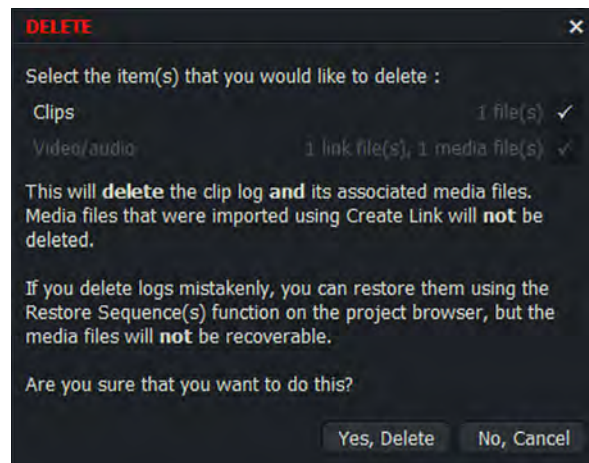 DELETE
Select the item(s) that you would like to delete :
Clips 1 file(s)
Video/audio 1 link file(s), 1 media file(s)
This will delete the clip log and its associated media files.
Media files that were imported using Create Link will not be
deleted.
If you delete logs mistakenly, you can restore them using the
Restore Sequence(s) function on the project browser, but the
media files will not be recoverable.
Are you sure that you want to do this?
Yes, Delete No, Cancel